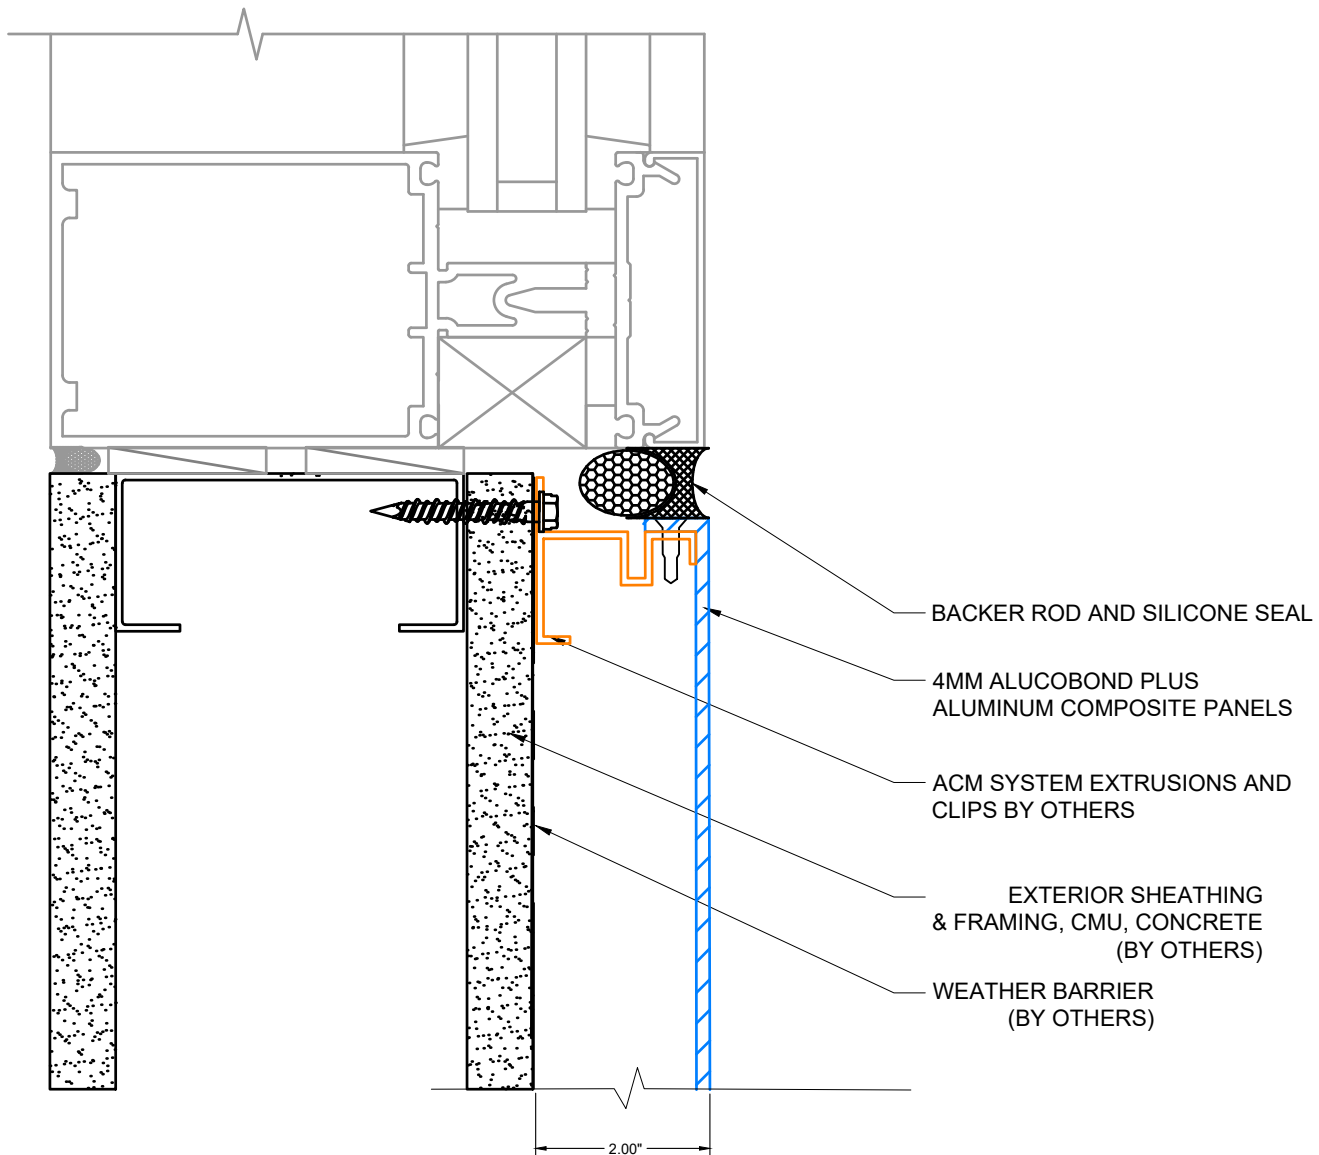 BACKER ROD AND SILICONE SEAL
4MM ALUCOBOND PLUS
ALUMINUM COMPOSITE PANELS
ACM SYSTEM EXTRUSIONS AND
CLIPS BY OTHERS
EXTERIOR SHEATHING
& FRAMING, CMU, CONCRETE
(BY OTHERS)
WEATHER BARRIER
(BY OTHERS)
2.00"